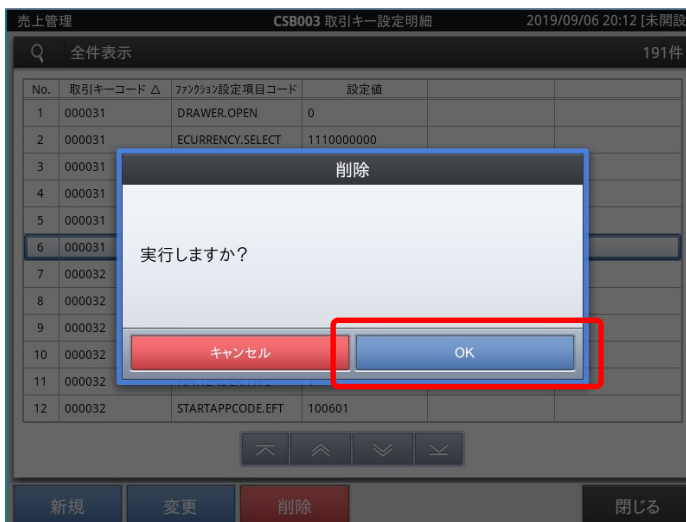 売上管理 CSB003 取引キー設定明細 2019/09/06 20:12 [未開設
全件表示 191件
No. 取引キーコード △ ﾌｧﾝｸｼｮﾝ設定項目コード 設定値
1 000031 DRAWER.OPEN 0
2 000031 ECURRENCY.SELECT 1110000000
3 000031
4 000031
5 000031
6 000031
7 000032
8 000032
9 000032
10 000032
11 000032
12 000032 STARTAPPCODE.EFT 100601
削除
実行しますか？
キャンセル OK
新規 変更 削除 閉じる